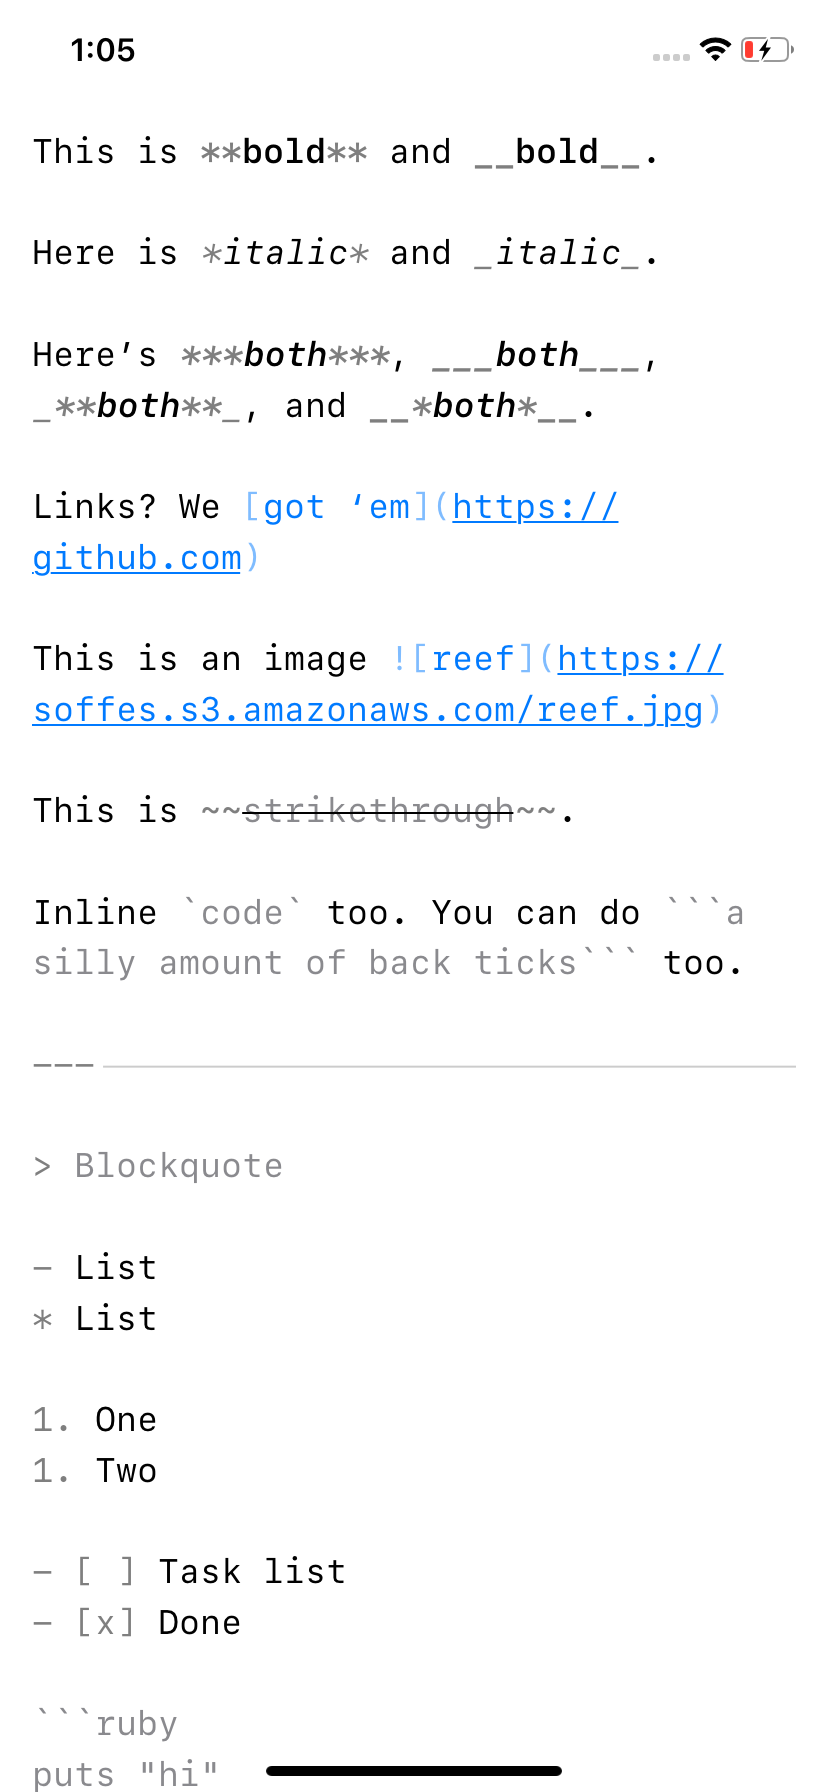 1:05
This is **bold** and __bold__.
Here is *italic* and _italic_.
Here’s ***both***, ___both___,
_**both**_, and __*both*__.
Links? We [got ‘em](https://
github.com)
This is an image ![reef](https://
soffes.s3.amazonaws.com/reef.jpg)
This is ~~strikethrough~~.
Inline `code` too. You can do ```a
silly amount of back ticks``` too.
---
> Blockquote
- List
* List
1. One
1. Two
- [ ] Task list
- [x] Done
```ruby
puts "hi"